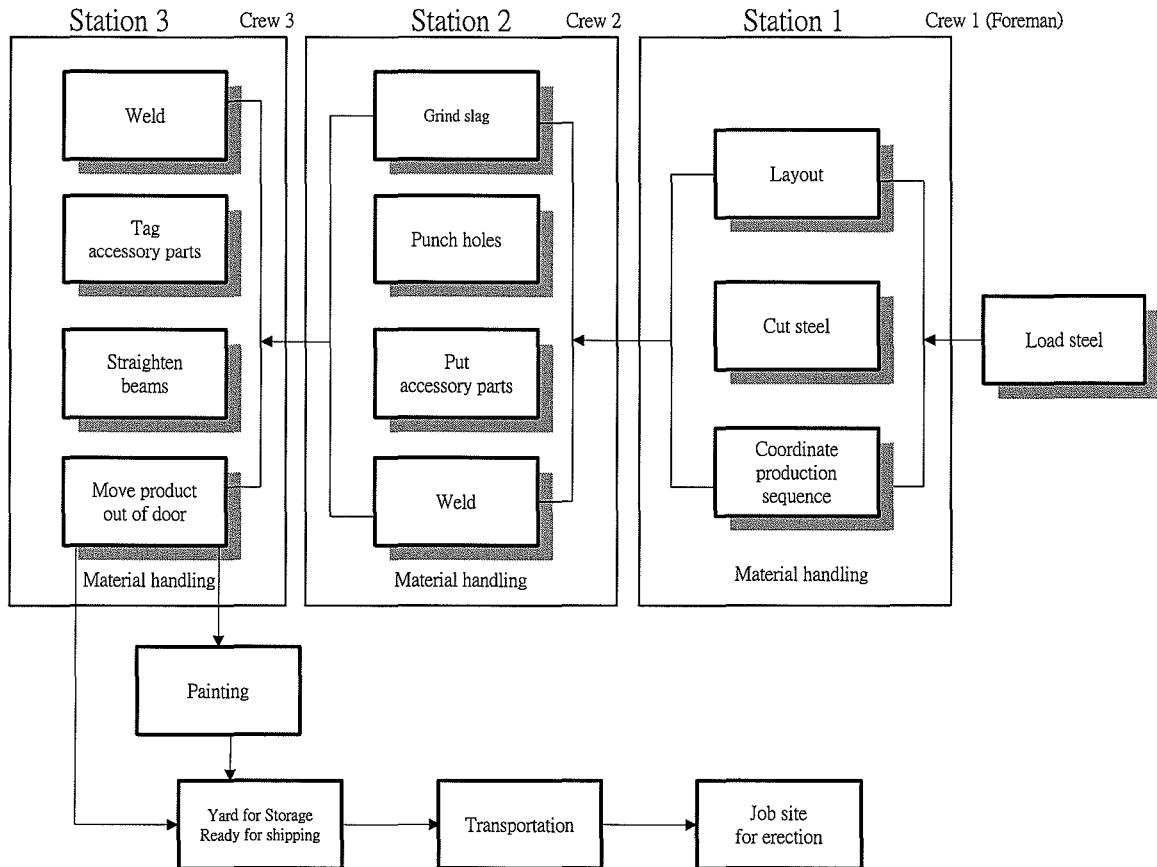 Station 3
Crew 3
Station 2
Crew 2
Station 1
Crew 1 (Foreman)
Weld
Tag
accessory parts
Straighten
beams
Move product
out of door
Material handling
Grind slag
Punch holes
Put
accessory parts
Weld
Material handling
Layout
Cut steel
Coordinate
production
sequence
Material handling
Load steel
Painting
Yard for Storage
Ready for shipping
Transportation
Job site
for erection